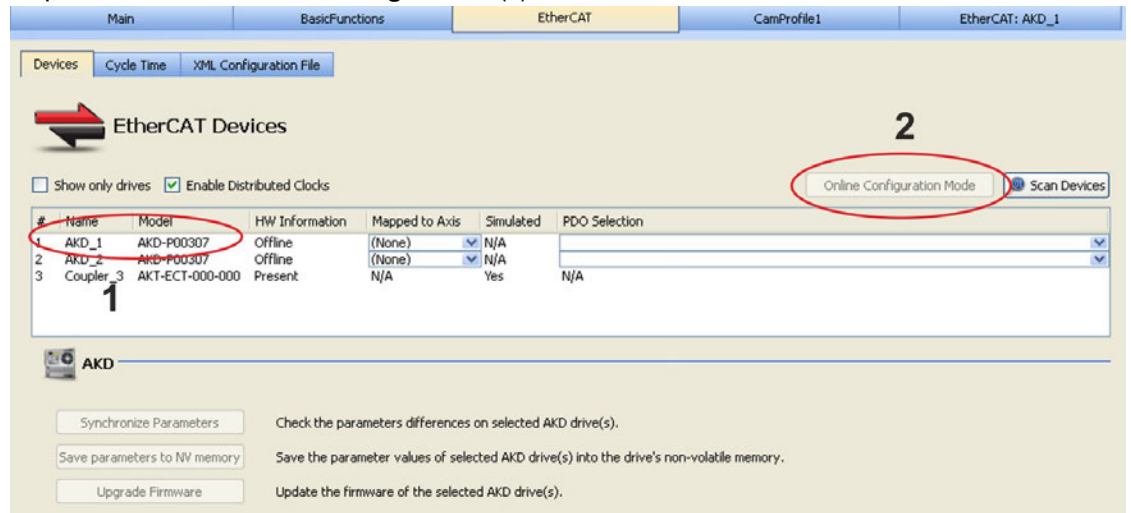 Main BasicFunctions EtherCAT CamProfile1 EtherCAT: AKD_1
Devices Cycle Time XML Configuration File
EtherCAT Devices
2
Show only drives Enable Distributed Clocks Online Configuration Mode Scan Devices
# Name Model HW Information Mapped to Axis Simulated PDO Selection
1 AKD_1 AKD-P00307 Offline (None) N/A
2 AKD_2 AKD-P00307 Offline (None) N/A
3 Coupler_3 AKT-ECT-000-000 Present N/A Yes N/A
1
AKD
Synchronize Parameters Check the parameters differences on selected AKD drive(s).
Save parameters to NV memory Save the parameter values of selected AKD drive(s) into the drive's non-volatile memory.
Upgrade Firmware Update the firmware of the selected AKD drive(s).